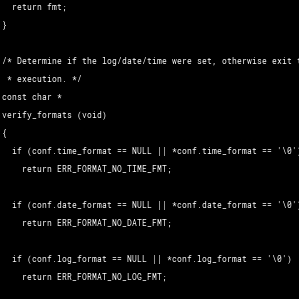 return fmt;
}
/* Determine if the log/date/time were set, otherwise exit
* execution. */
const char *
verify_formats (void)
{
if (conf.time_format == NULL || *conf.time_format == '\0'
return ERR_FORMAT_NO_TIME_FMT;
if (conf.date_format == NULL || *conf.date_format == '\0'
return ERR_FORMAT_NO_DATE_FMT;
if (conf.log_format == NULL || *conf.log_format == '\0')
return ERR_FORMAT_NO_LOG_FMT;